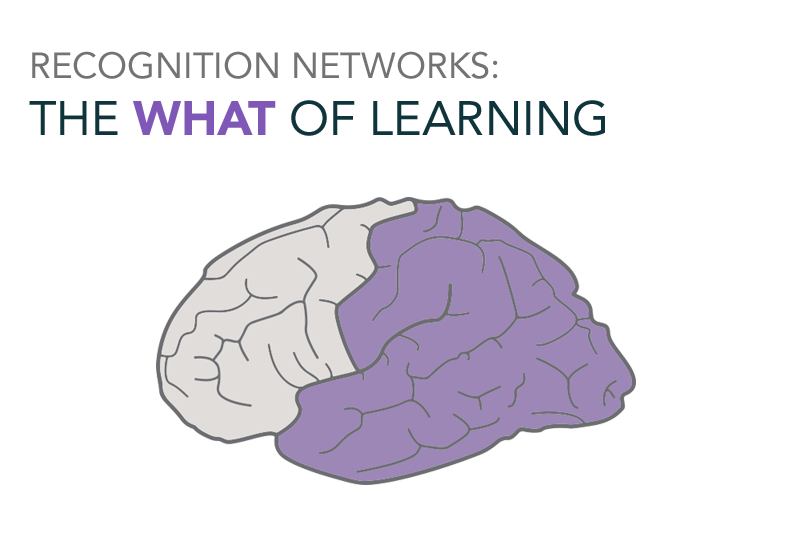 RECOGNITION NETWORKS:
THE WHAT OF LEARNING